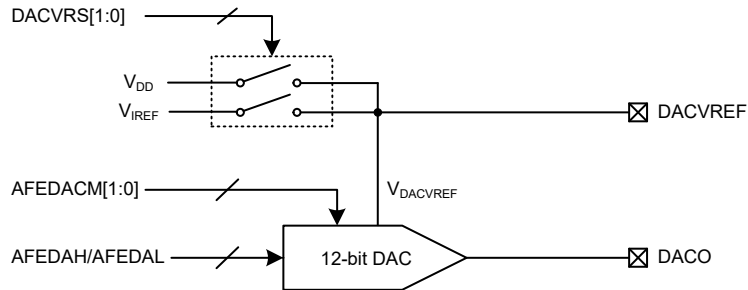 DACVRS[1:0]
VDD
VIREF
DACVREF
AFEDACM[1:0]
VDACVREF
AFEDAH/AFEDAL
12-bit DAC
DACO